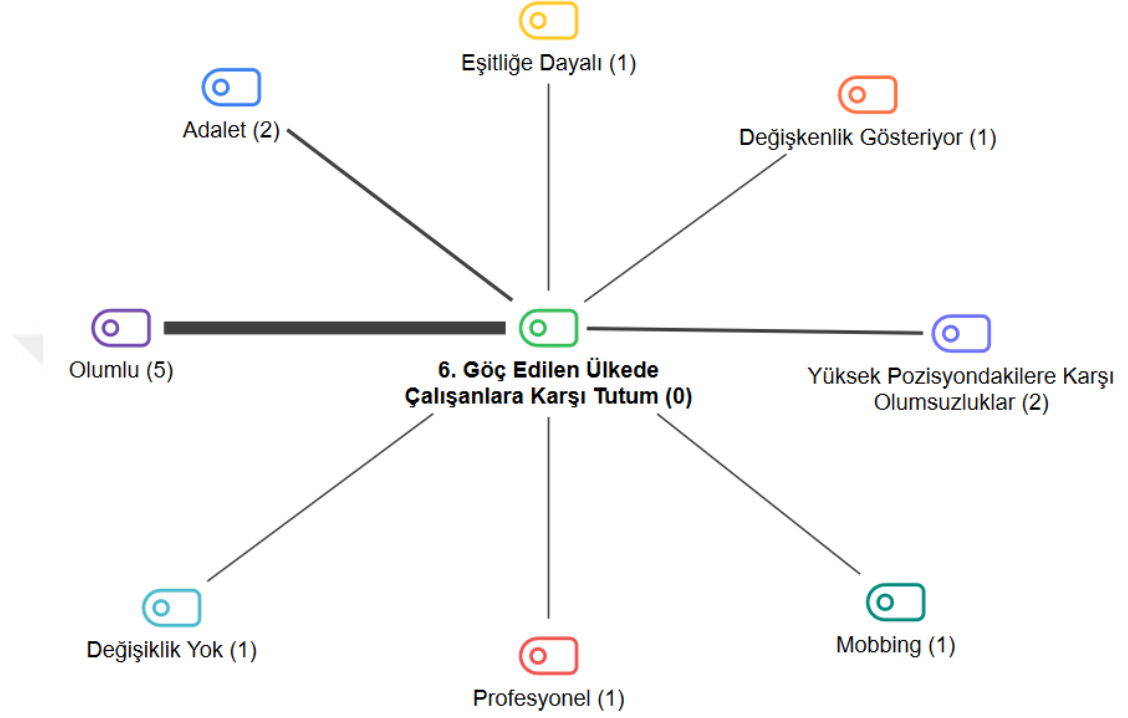 Eşitliğe Dayalı (1)
Adalet (2)
Değişkenlik Gösteriyor (1)
Olumlu (5)
6. Göç Edilen Ülkede
Çalışanlara Karşı Tutum (0)
Yüksek Pozisyondakilere Karşı
Olumsuzluklar (2)
Değişiklik Yok (1)
Profesyonel (1)
Mobbing (1)